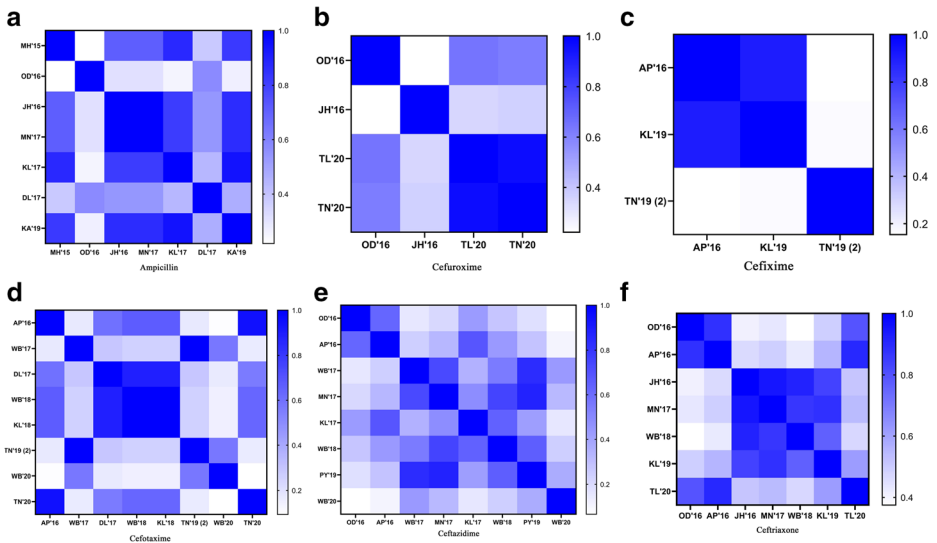 a
MH'15
OD'16
JH'16
MN'17
KL'17
DL'17
KA'19
MH'15 OD'16 JH'16 MN'17 KL'17 DL'17 KA'19
Ampicillin
1.0
0.8
0.6
0.4
b
OD'16
JH'16
TL'20
TN'20
OD'16 JH'16 TL'20 TN'20
Cefuroxime
1.0
0.8
0.6
0.4
c
AP'16
KL'19
TN'19 (2)
AP'16 KL'19 TN'19 (2)
Cefixime
1.0
0.8
0.6
0.4
0.2
d
AP'16
WB'17
DL'17
WB'18
KL'18
TN'19 (2)
WB'20
TN'20
AP'16 WB'17 DL'17 WB'18 KL'18 TN'19 (2) WB'20 TN'20
Cefotaxime
1.0
0.8
0.6
0.4
0.2
e
OD'16
AP'16
WB'17
MN'17
KL'17
WB'18
PY'19
WB'20
OD'16 AP'16 WB'17 MN'17 KL'17 WB'18 PY'19 WB'20
Ceftazidime
1.0
0.8
0.6
0.4
0.2
f
OD'16
AP'16
JH'16
MN'17
WB'18
KL'19
TL'20
OD'16 AP'16 JH'16 MN'17 WB'18 KL'19 TL'20
Ceftriaxone
1.0
0.8
0.6
0.4